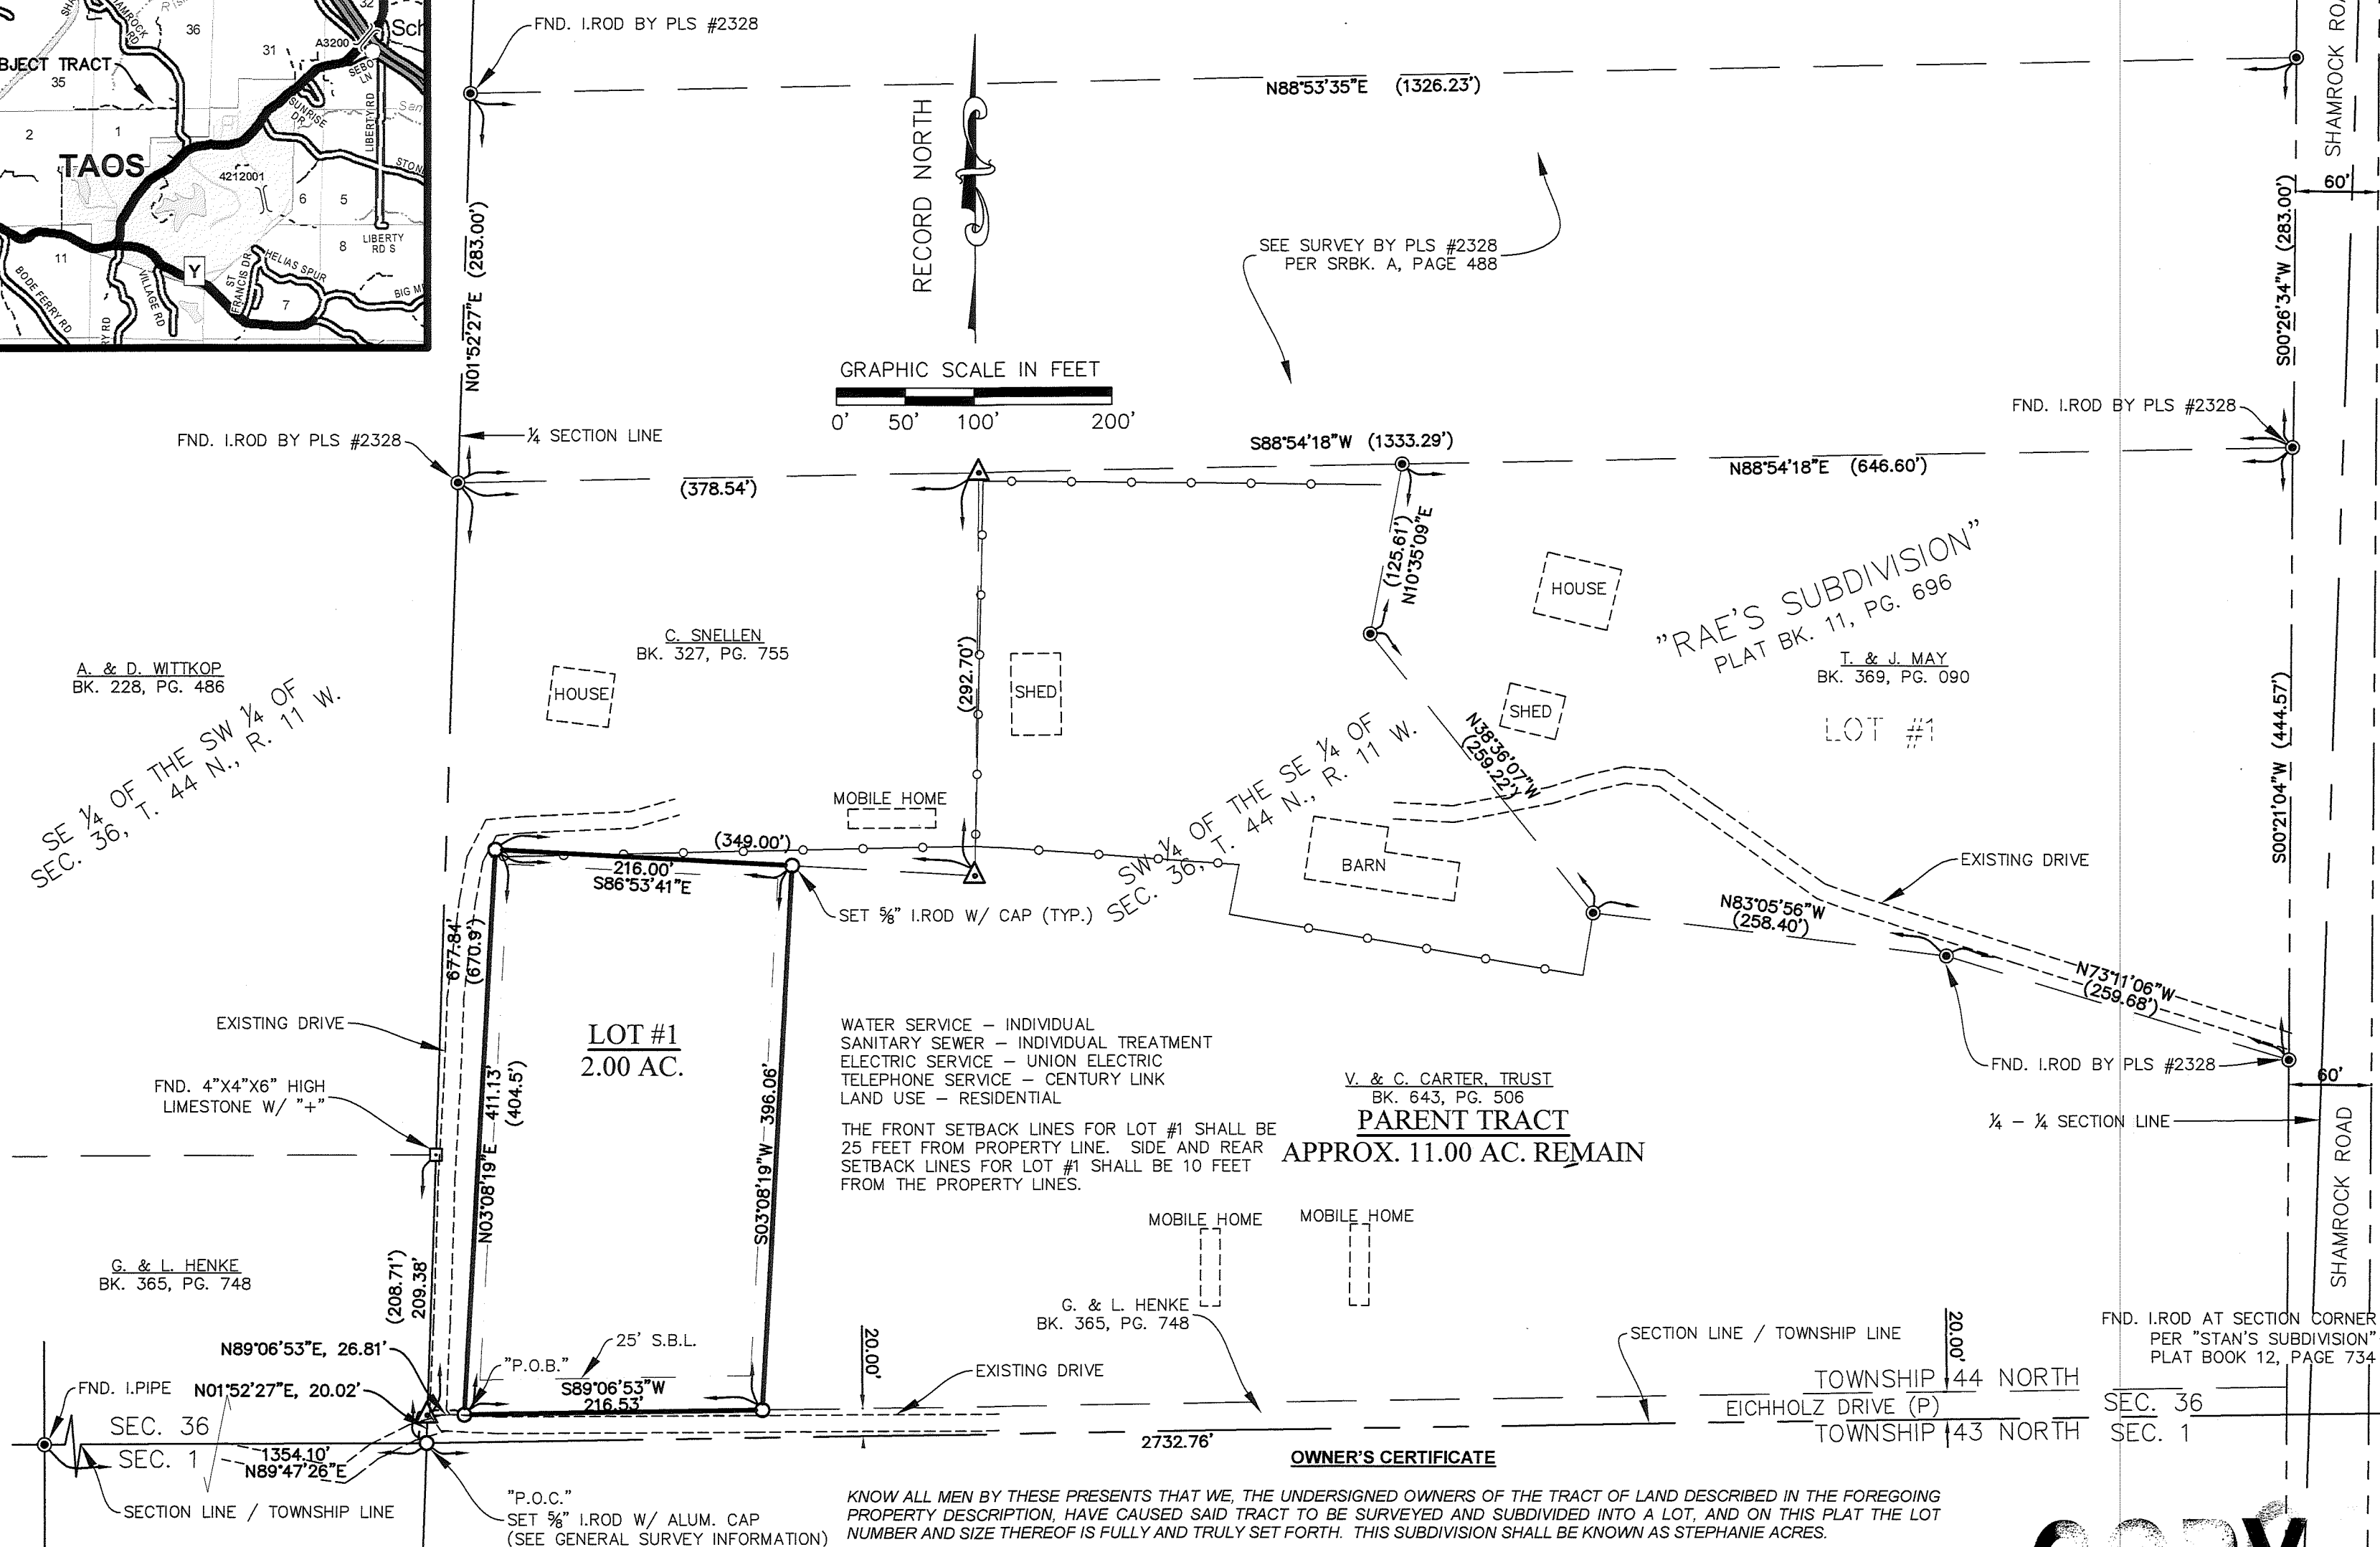 SHAMROCK RD
36
31
A3200
SUBJECT TRACT
35
SEBO LN
SUNRISE DR
LIBERTY RD
2
1
TAOS
4212001
6
5
11
Y
8
LIBERTY RD S
BODE FERRY RD
VILLAGE RD
ST FRANCIS DR
HELIAS SPUR
7
FND. I.ROD BY PLS #2328
N01°52'27"E (283.00')
RECORD NORTH
N88°53'35"E (1326.23')
SEE SURVEY BY PLS #2328
PER SRBK. A, PAGE 488
SHAMROCK ROAD
60'
S00°26'34"W (283.00')
GRAPHIC SCALE IN FEET
0' 50' 100' 200'
FND. I.ROD BY PLS #2328
FND. I.ROD BY PLS #2328
¼ SECTION LINE
S88°54'18"W (1333.29')
(378.54')
N88°54'18"E (646.60')
(125.61')
N10°35'09"E
HOUSE
"RAE'S SUBDIVISION"
PLAT BK. 11, PG. 696
C. SNELLEN
BK. 327, PG. 755
A. & D. WITTKOP
BK. 228, PG. 486
T. & J. MAY
BK. 369, PG. 090
LOT #1
HOUSE
(292.70')
SHED
SHED
SE ¼ OF THE SW ¼ OF
SEC. 36, T. 44 N., R. 11 W.
SW ¼ OF THE SE ¼ OF
SEC. 36, T. 44 N., R. 11 W.
N38°36'07"W
(259.22')
S00°21'04"W (444.57')
MOBILE HOME
(349.00')
216.00'
S86°53'41"E
BARN
EXISTING DRIVE
SET ⅝" I.ROD W/ CAP (TYP.)
N83°05'56"W
(258.40')
677.84'
(670.9')
N73°11'06"W
(259.68')
EXISTING DRIVE
LOT #1
2.00 AC.
WATER SERVICE – INDIVIDUAL
SANITARY SEWER – INDIVIDUAL TREATMENT
ELECTRIC SERVICE – UNION ELECTRIC
TELEPHONE SERVICE – CENTURY LINK
LAND USE – RESIDENTIAL
THE FRONT SETBACK LINES FOR LOT #1 SHALL BE
25 FEET FROM PROPERTY LINE. SIDE AND REAR
SETBACK LINES FOR LOT #1 SHALL BE 10 FEET
FROM THE PROPERTY LINES.
FND. I.ROD BY PLS #2328
60'
FND. 4"X4"X6" HIGH
LIMESTONE W/ "+"
N03°08'19"E 411.13'
(404.5')
S03°08'19"W 396.06'
V. & C. CARTER, TRUST
BK. 643, PG. 506
PARENT TRACT
APPROX. 11.00 AC. REMAIN
¼ – ¼ SECTION LINE
SHAMROCK ROAD
MOBILE HOME
MOBILE HOME
G. & L. HENKE
BK. 365, PG. 748
(208.71')
209.38'
G. & L. HENKE
BK. 365, PG. 748
FND. I.ROD AT SECTION CORNER
PER "STAN'S SUBDIVISION"
PLAT BOOK 12, PAGE 734
N89°06'53"E, 26.81'
25' S.B.L.
"P.O.B."
20.00'
SECTION LINE / TOWNSHIP LINE
20.00'
EXISTING DRIVE
FND. I.PIPE
N01°52'27"E, 20.02'
S89°06'53"W
216.53'
TOWNSHIP 44 NORTH
EICHHOLZ DRIVE (P)
TOWNSHIP 43 NORTH
SEC. 36
SEC. 1
SEC. 36
SEC. 1
1354.10'
N89°47'26"E
2732.76'
SECTION LINE / TOWNSHIP LINE
"P.O.C."
SET ⅝" I.ROD W/ ALUM. CAP
(SEE GENERAL SURVEY INFORMATION)
OWNER'S CERTIFICATE
KNOW ALL MEN BY THESE PRESENTS THAT WE, THE UNDERSIGNED OWNERS OF THE TRACT OF LAND DESCRIBED IN THE FOREGOING
PROPERTY DESCRIPTION, HAVE CAUSED SAID TRACT TO BE SURVEYED AND SUBDIVIDED INTO A LOT, AND ON THIS PLAT THE LOT
NUMBER AND SIZE THEREOF IS FULLY AND TRULY SET FORTH. THIS SUBDIVISION SHALL BE KNOWN AS STEPHANIE ACRES.
COPY